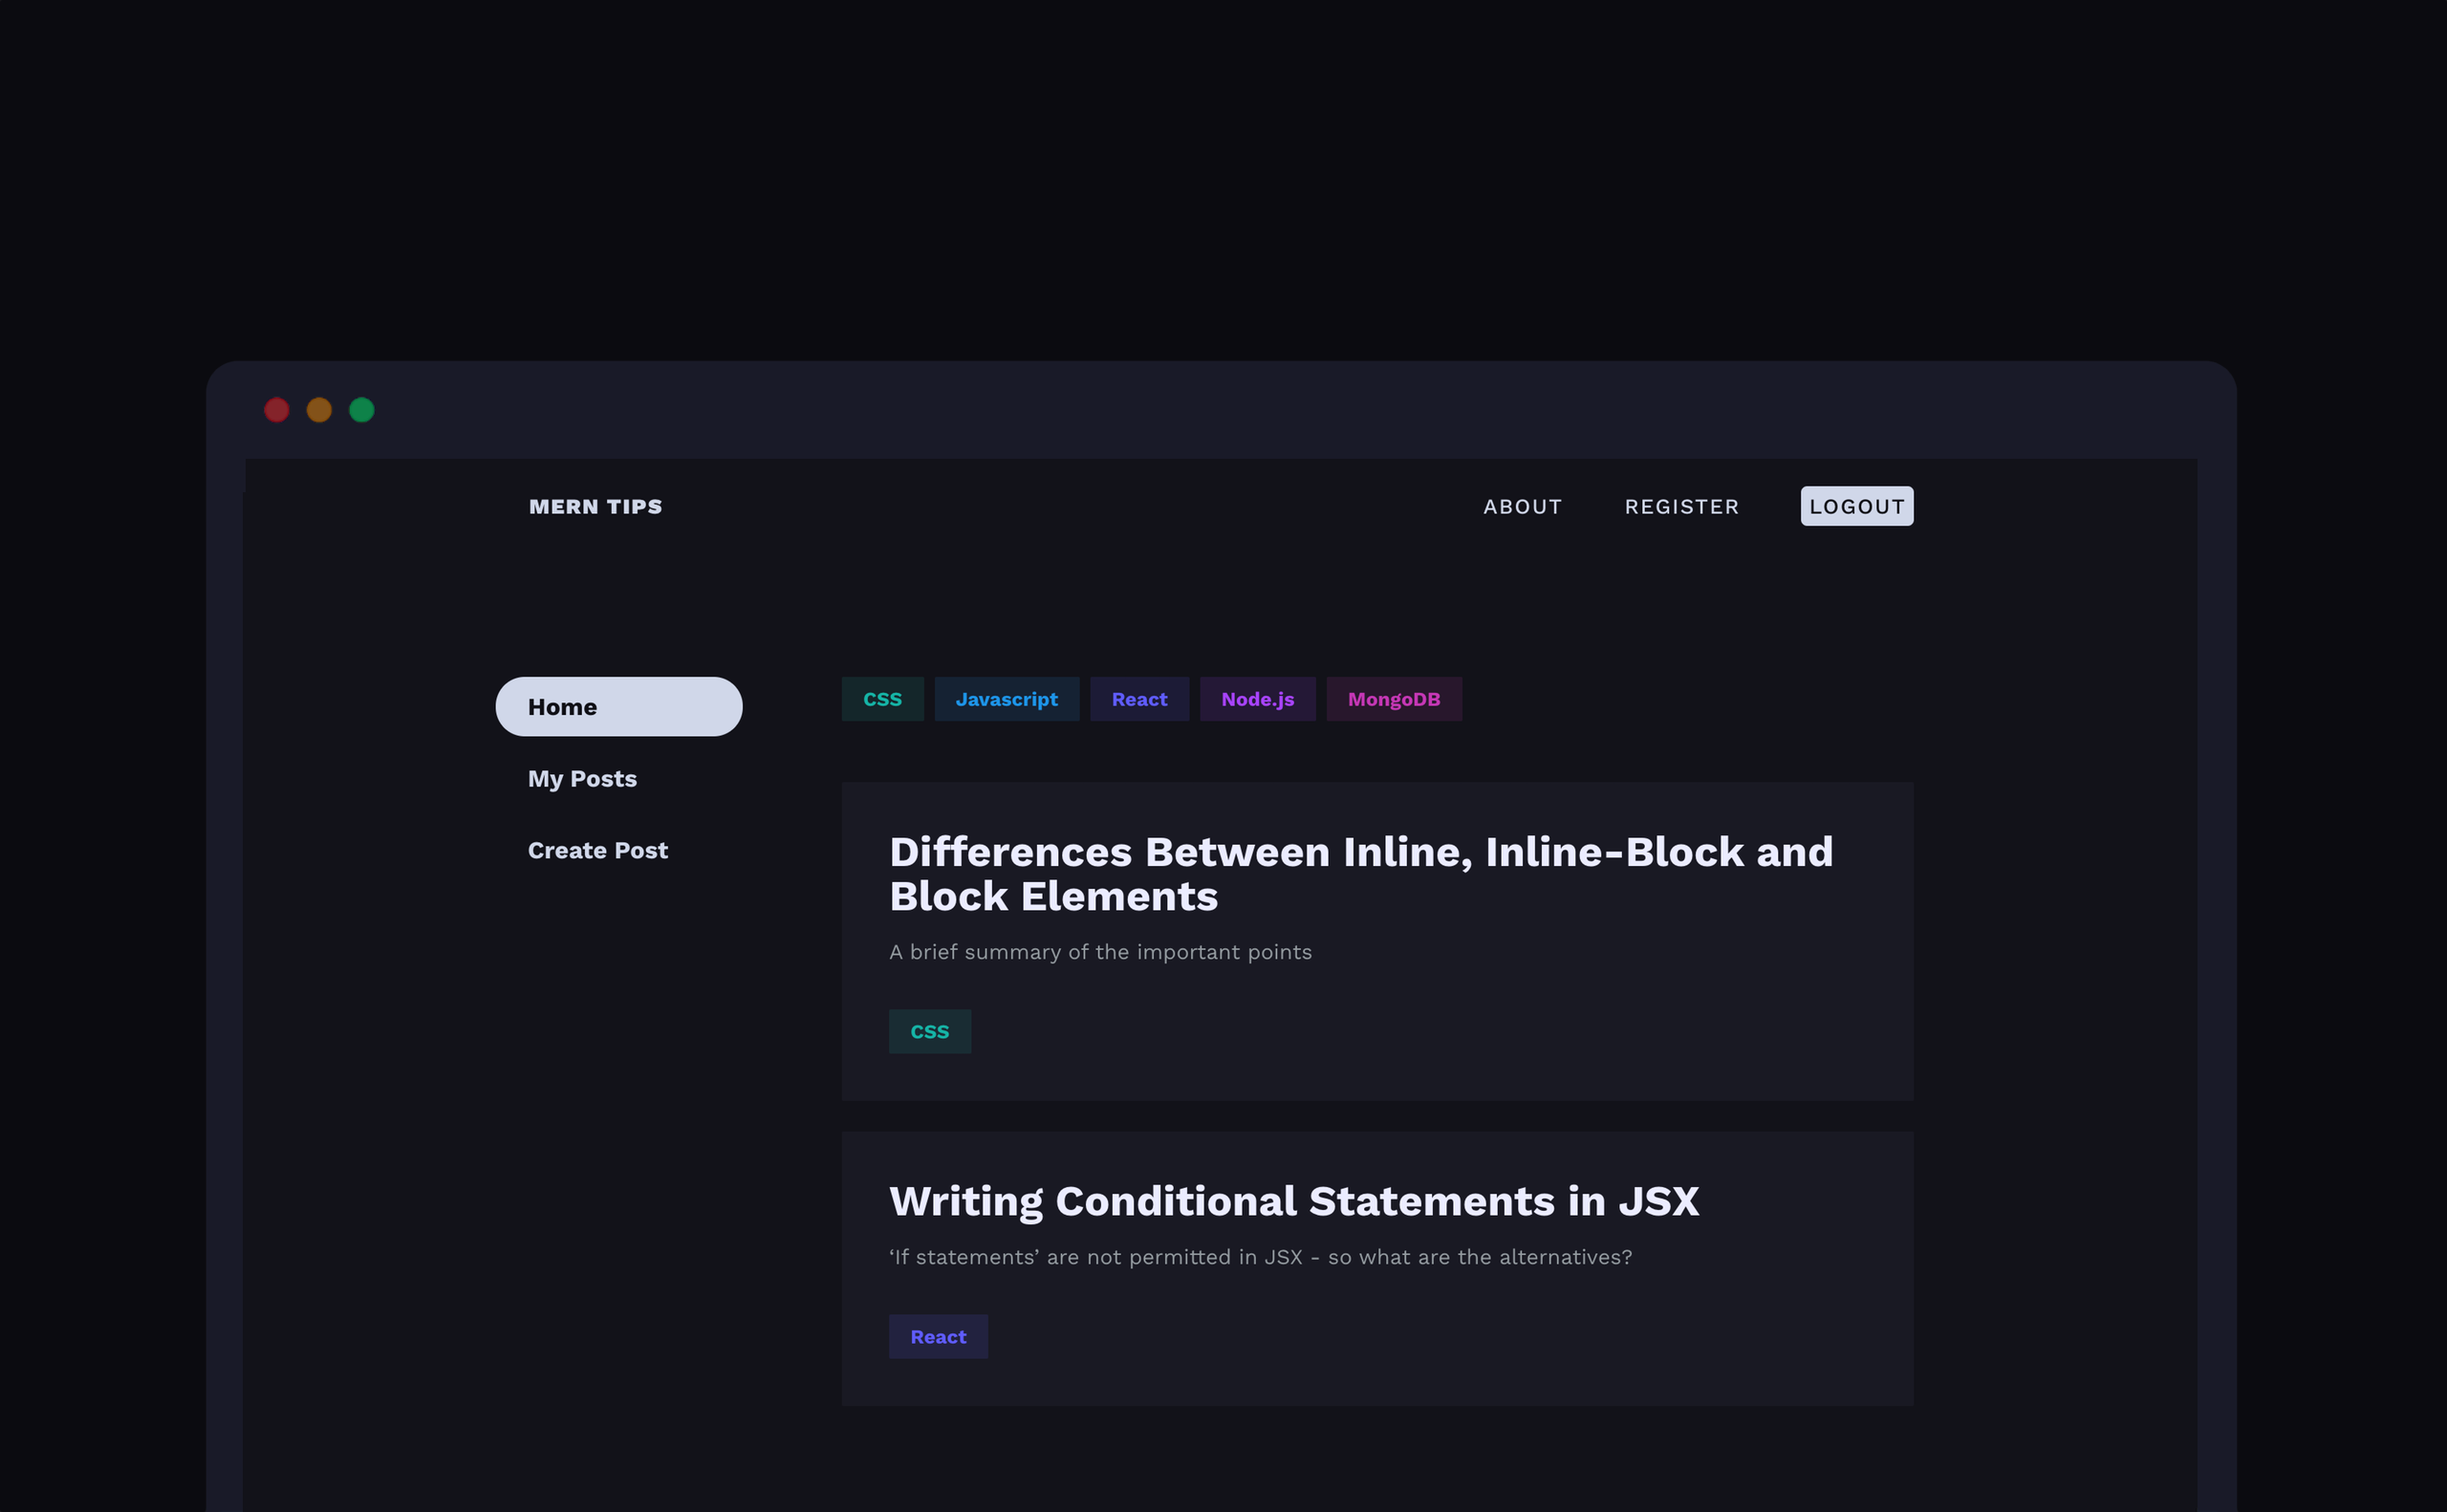 MERN TIPS
ABOUT
REGISTER
LOGOUT
Home
My Posts
Create Post
CSS
Javascript
React
Node.js
MongoDB
Differences Between Inline, Inline-Block and
Block Elements
A brief summary of the important points
CSS
Writing Conditional Statements in JSX
‘If statements’ are not permitted in JSX - so what are the alternatives?
React